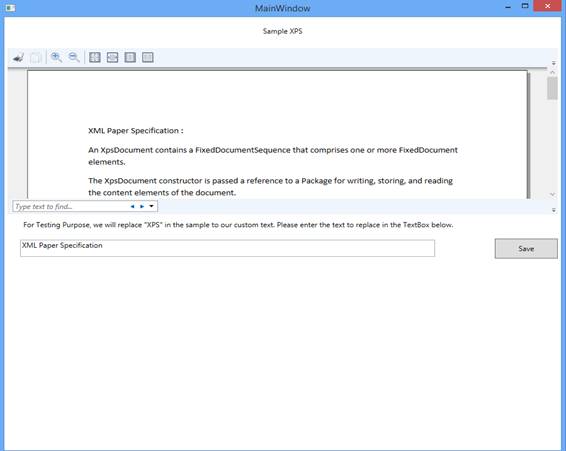 MainWindow
Sample XPS
XML Paper Specification :
An XpsDocument contains a FixedDocumentSequence that comprises one or more FixedDocument
elements.
The XpsDocument constructor is passed a reference to a Package for writing, storing, and reading
the content elements of the document.
Type text to find...
For Testing Purpose, we will replace "XPS" in the sample to our custom text. Please enter the text to replace in the TextBox below.
XML Paper Specification
Save